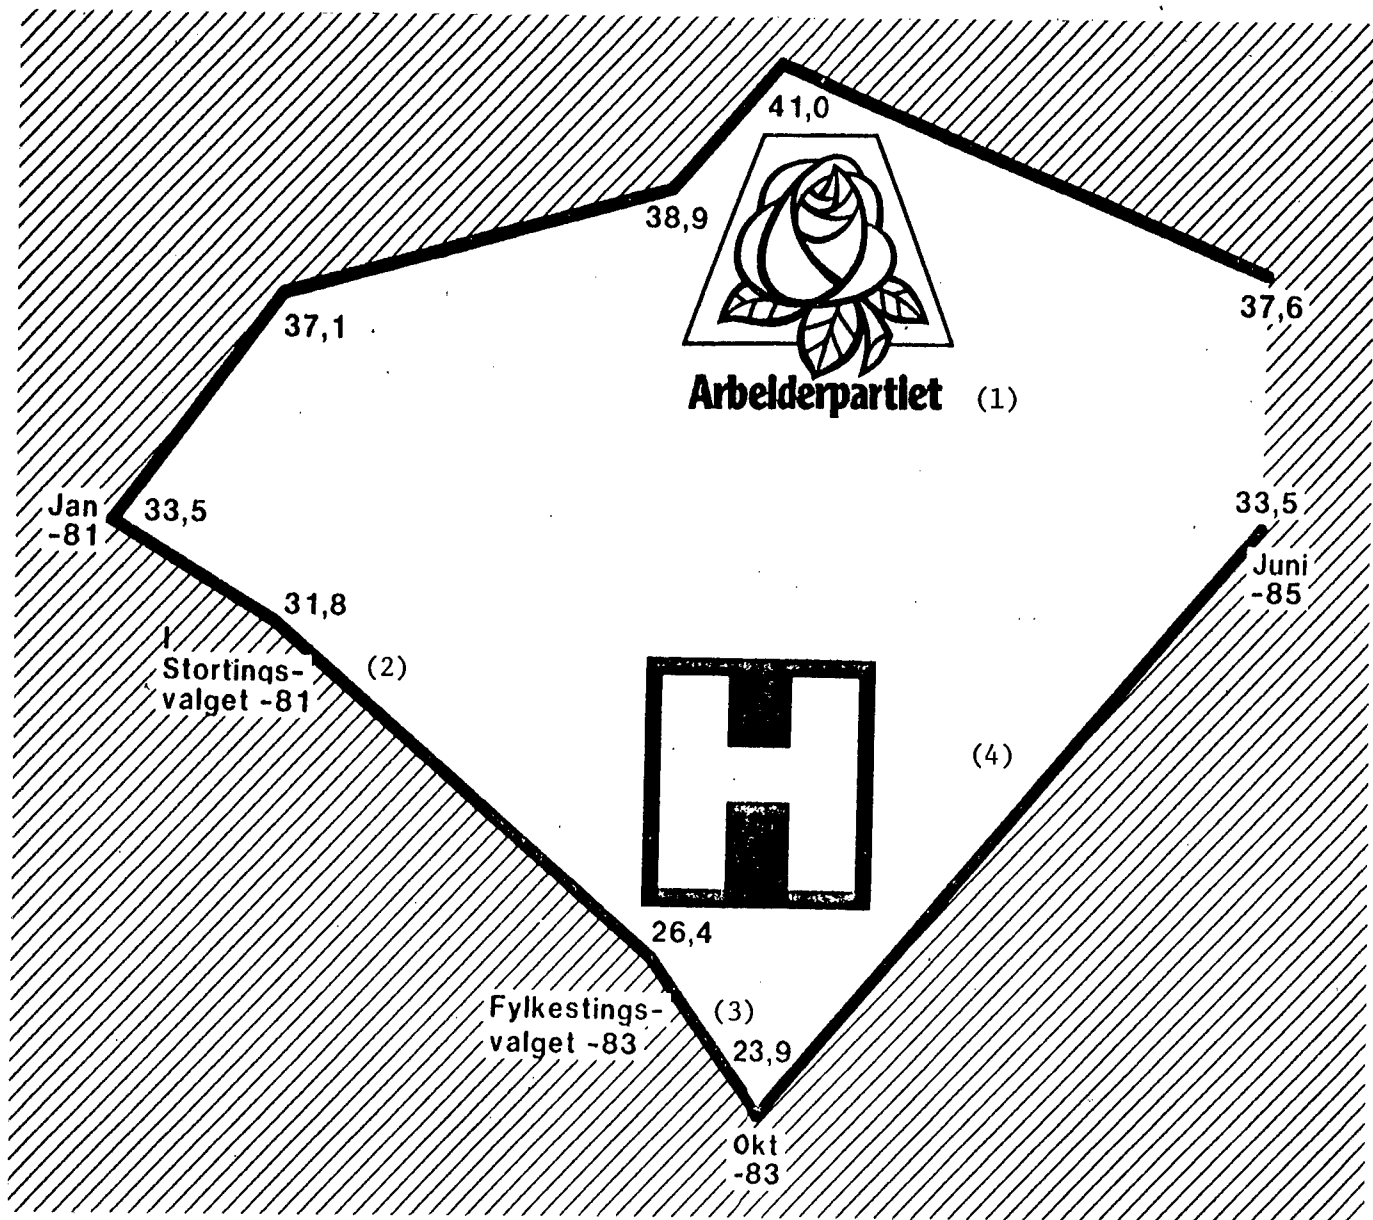 41,0
38,9
37,1
37,6
Arbeiderpartiet (1)
Jan
-81
33,5
33,5
Juni
-85
31,8
I
Stortings-
valget -81
(2)
H
(4)
26,4
Fylkestings-
valget -83
(3)
23,9
Okt
-83